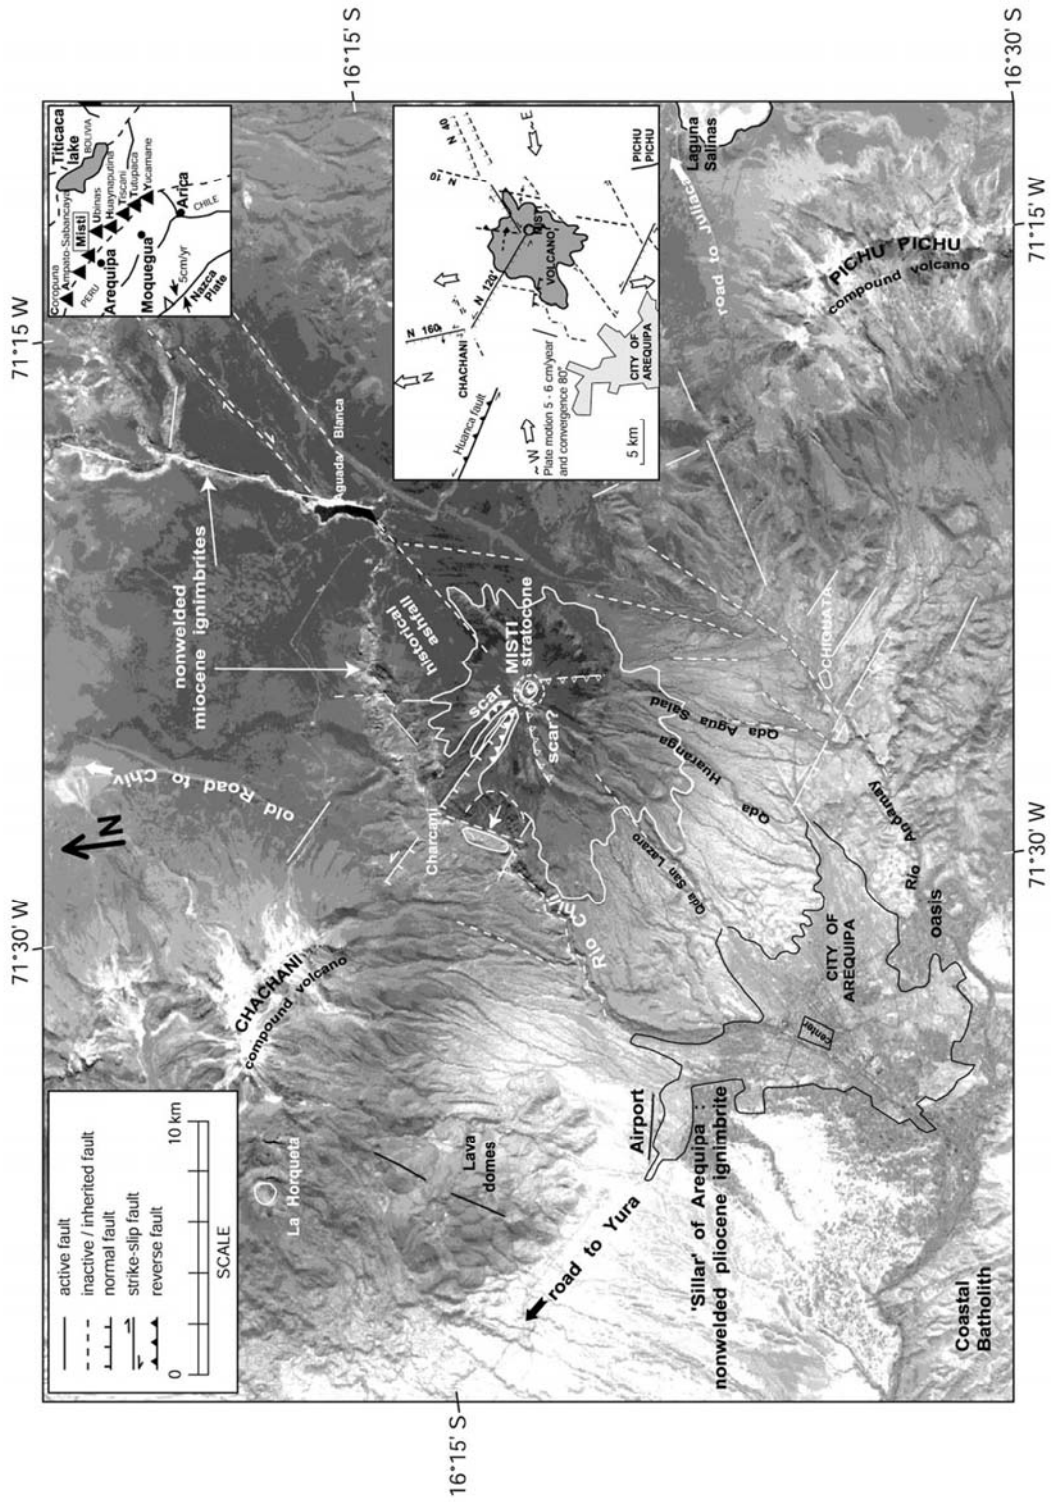 16°15' S
16°30' S
71°15' W
71°30' W
71°15' W
71°30' W
16°15' S
N
active fault
inactive / inherited fault
normal fault
strike-slip fault
reverse fault
0
10 km
SCALE
La Horqueta
Lava
domes
CHACHANI
compound volcano
old Road to Chiv
nonwelded
miocene ignimbrites
Aguada Blanca
historical
ashfall
MISTI
stratocone
scar
scar?
Charcani
Rio Chili
Qda San Lazaro
Qda Huaranga
Qda Agua Salad
CHIGUATA
Río Andamay
oasis
CITY OF
AREQUIPA
center
Airport
road to Yura
'Sillar' of Arequipa :
nonwelded pliocene ignimbrite
Coastal
Batholith
road to Juliaca
Laguna
Salinas
PICHU PICHU
compound volcano
Coropuna
Ampato-Sabancaya
Misti
Ubinas
Huaynaputina
Tiscani
Tutupaca
Yucamane
Titicaca
lake
BOLIVIA
PERU
Arequipa
Moquegua
Arica
CHILE
5cm/yr
Nazca
Plate
N
N 160
CHACHANI
Huanca fault
N 120
N 10
N 40
~ E
MISTI
VOLCANO
PICHU
PICHU
~ W
Plate motion 5 - 6 cm/year
and convergence 80°
CITY OF
AREQUIPA
5 km